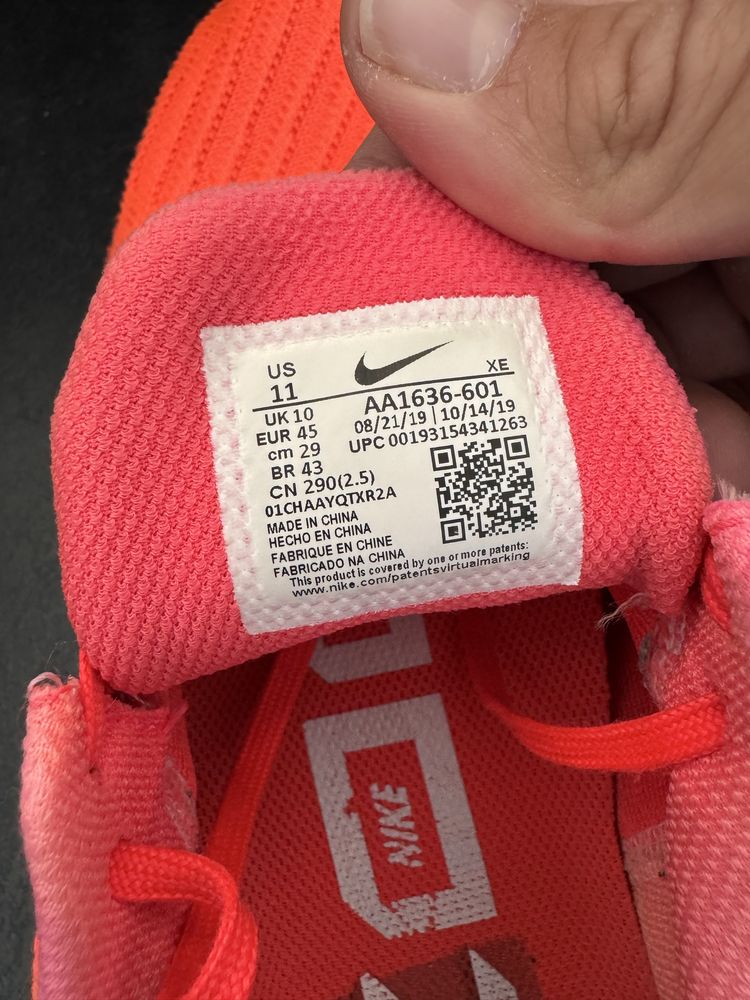 US XE
11
UK 10 AA1636-601
EUR 45 08/21/19 | 10/14/19
cm 29 UPC 00193154341263
BR 43
CN 290(2.5)
01CHAAYQTXR2A
MADE IN CHINA
HECHO EN CHINA
FABRIQUE EN CHINE
FABRICADO NA CHINA
This product is covered by one or more patents:
www.nike.com/patentsvirtualmarking
NIKE